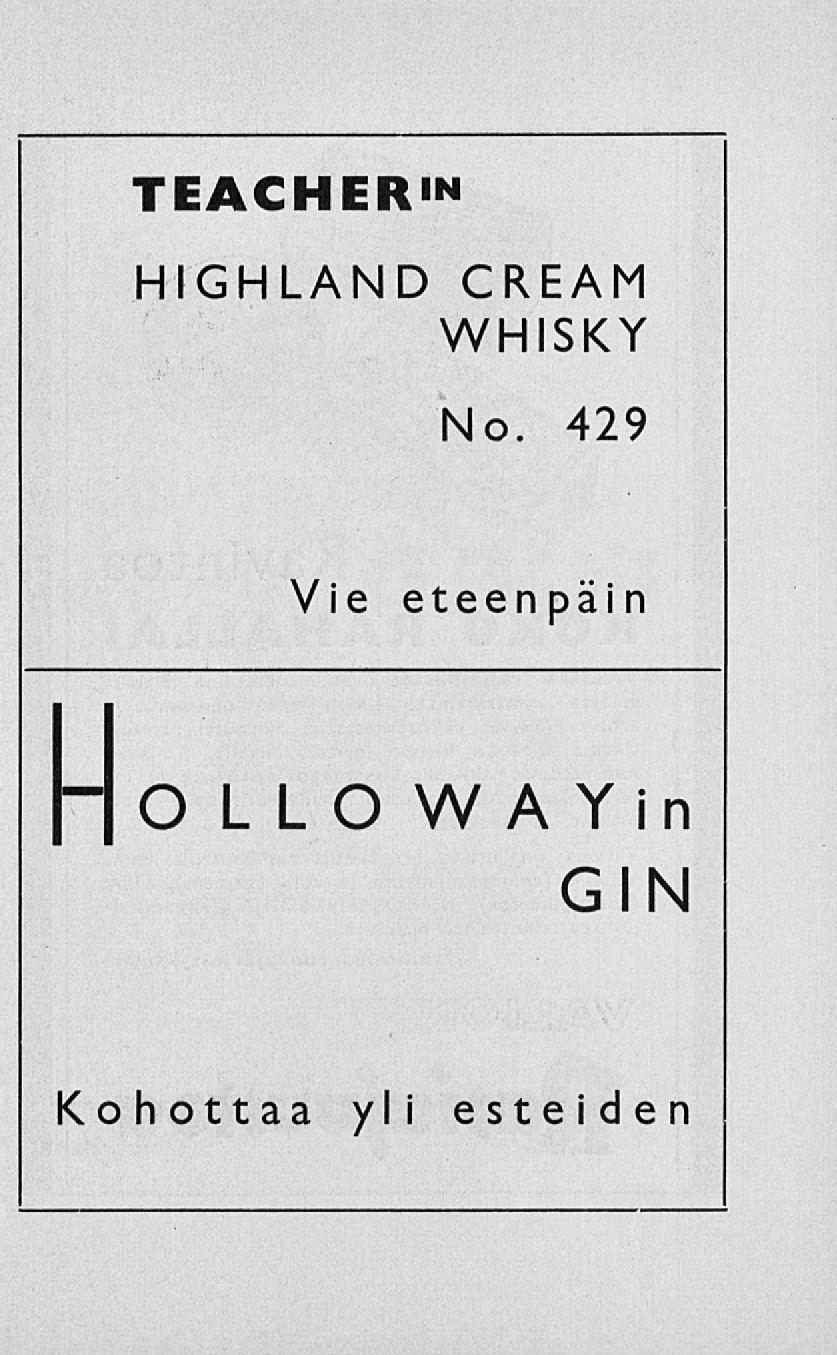 TEACHERIN
HIGHLAND CREAM
WHISKY
No. 429
Vie eteenpäin
HOLLOWAYin
GIN
Kohottaa yli esteiden